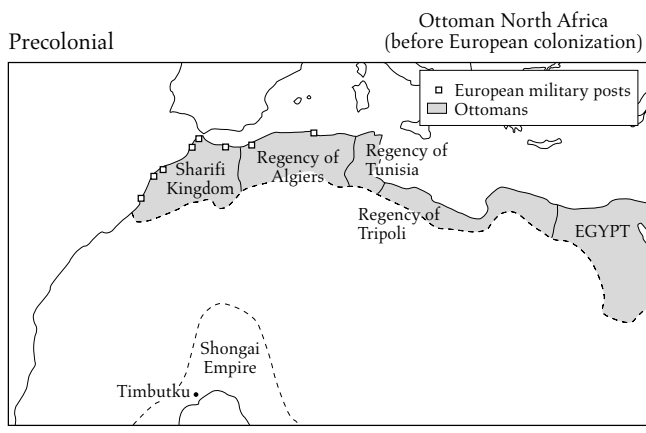 Precolonial
Ottoman North Africa
(before European colonization)
European military posts
Ottomans
Sharifi
Kingdom
Regency of
Algiers
Regency of
Tunisia
Regency of
Tripoli
EGYPT
Shongai
Empire
Timbutku